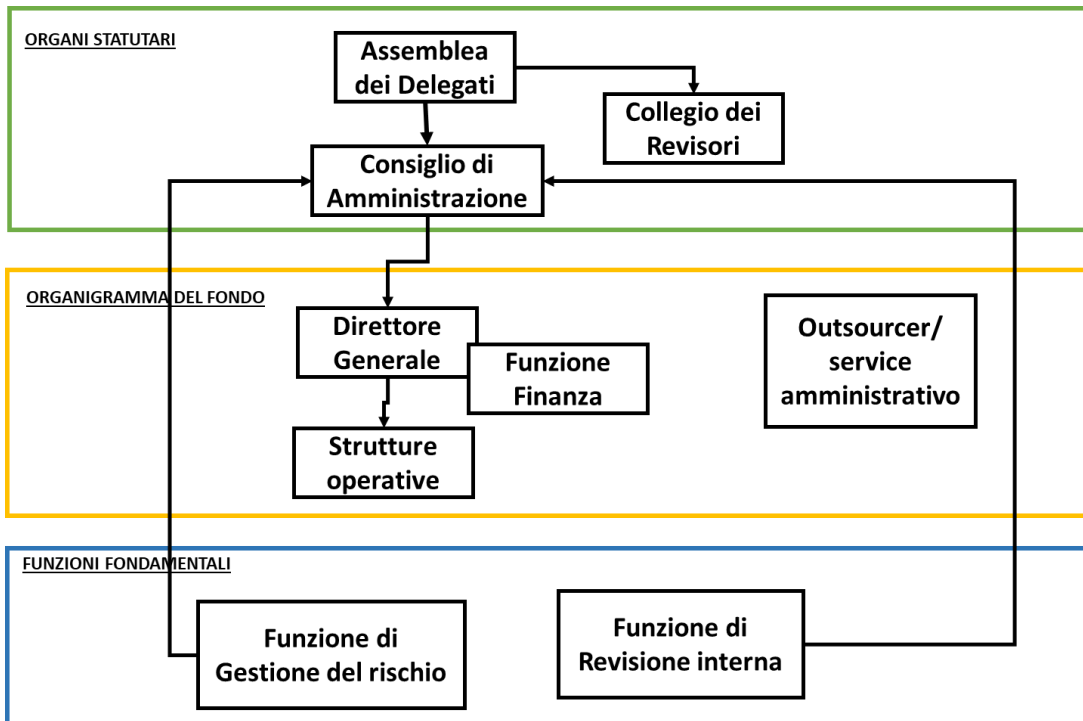 ORGANI STATUTARI
Assemblea
dei Delegati
Collegio dei
Revisori
Consiglio di
Amministrazione
ORGANIGRAMMA DEL FONDO
Direttore
Generale
Funzione
Finanza
Outsourcer/
service
amministrativo
Strutture
operative
FUNZIONI FONDAMENTALI
Funzione di
Gestione del rischio
Funzione di
Revisione interna